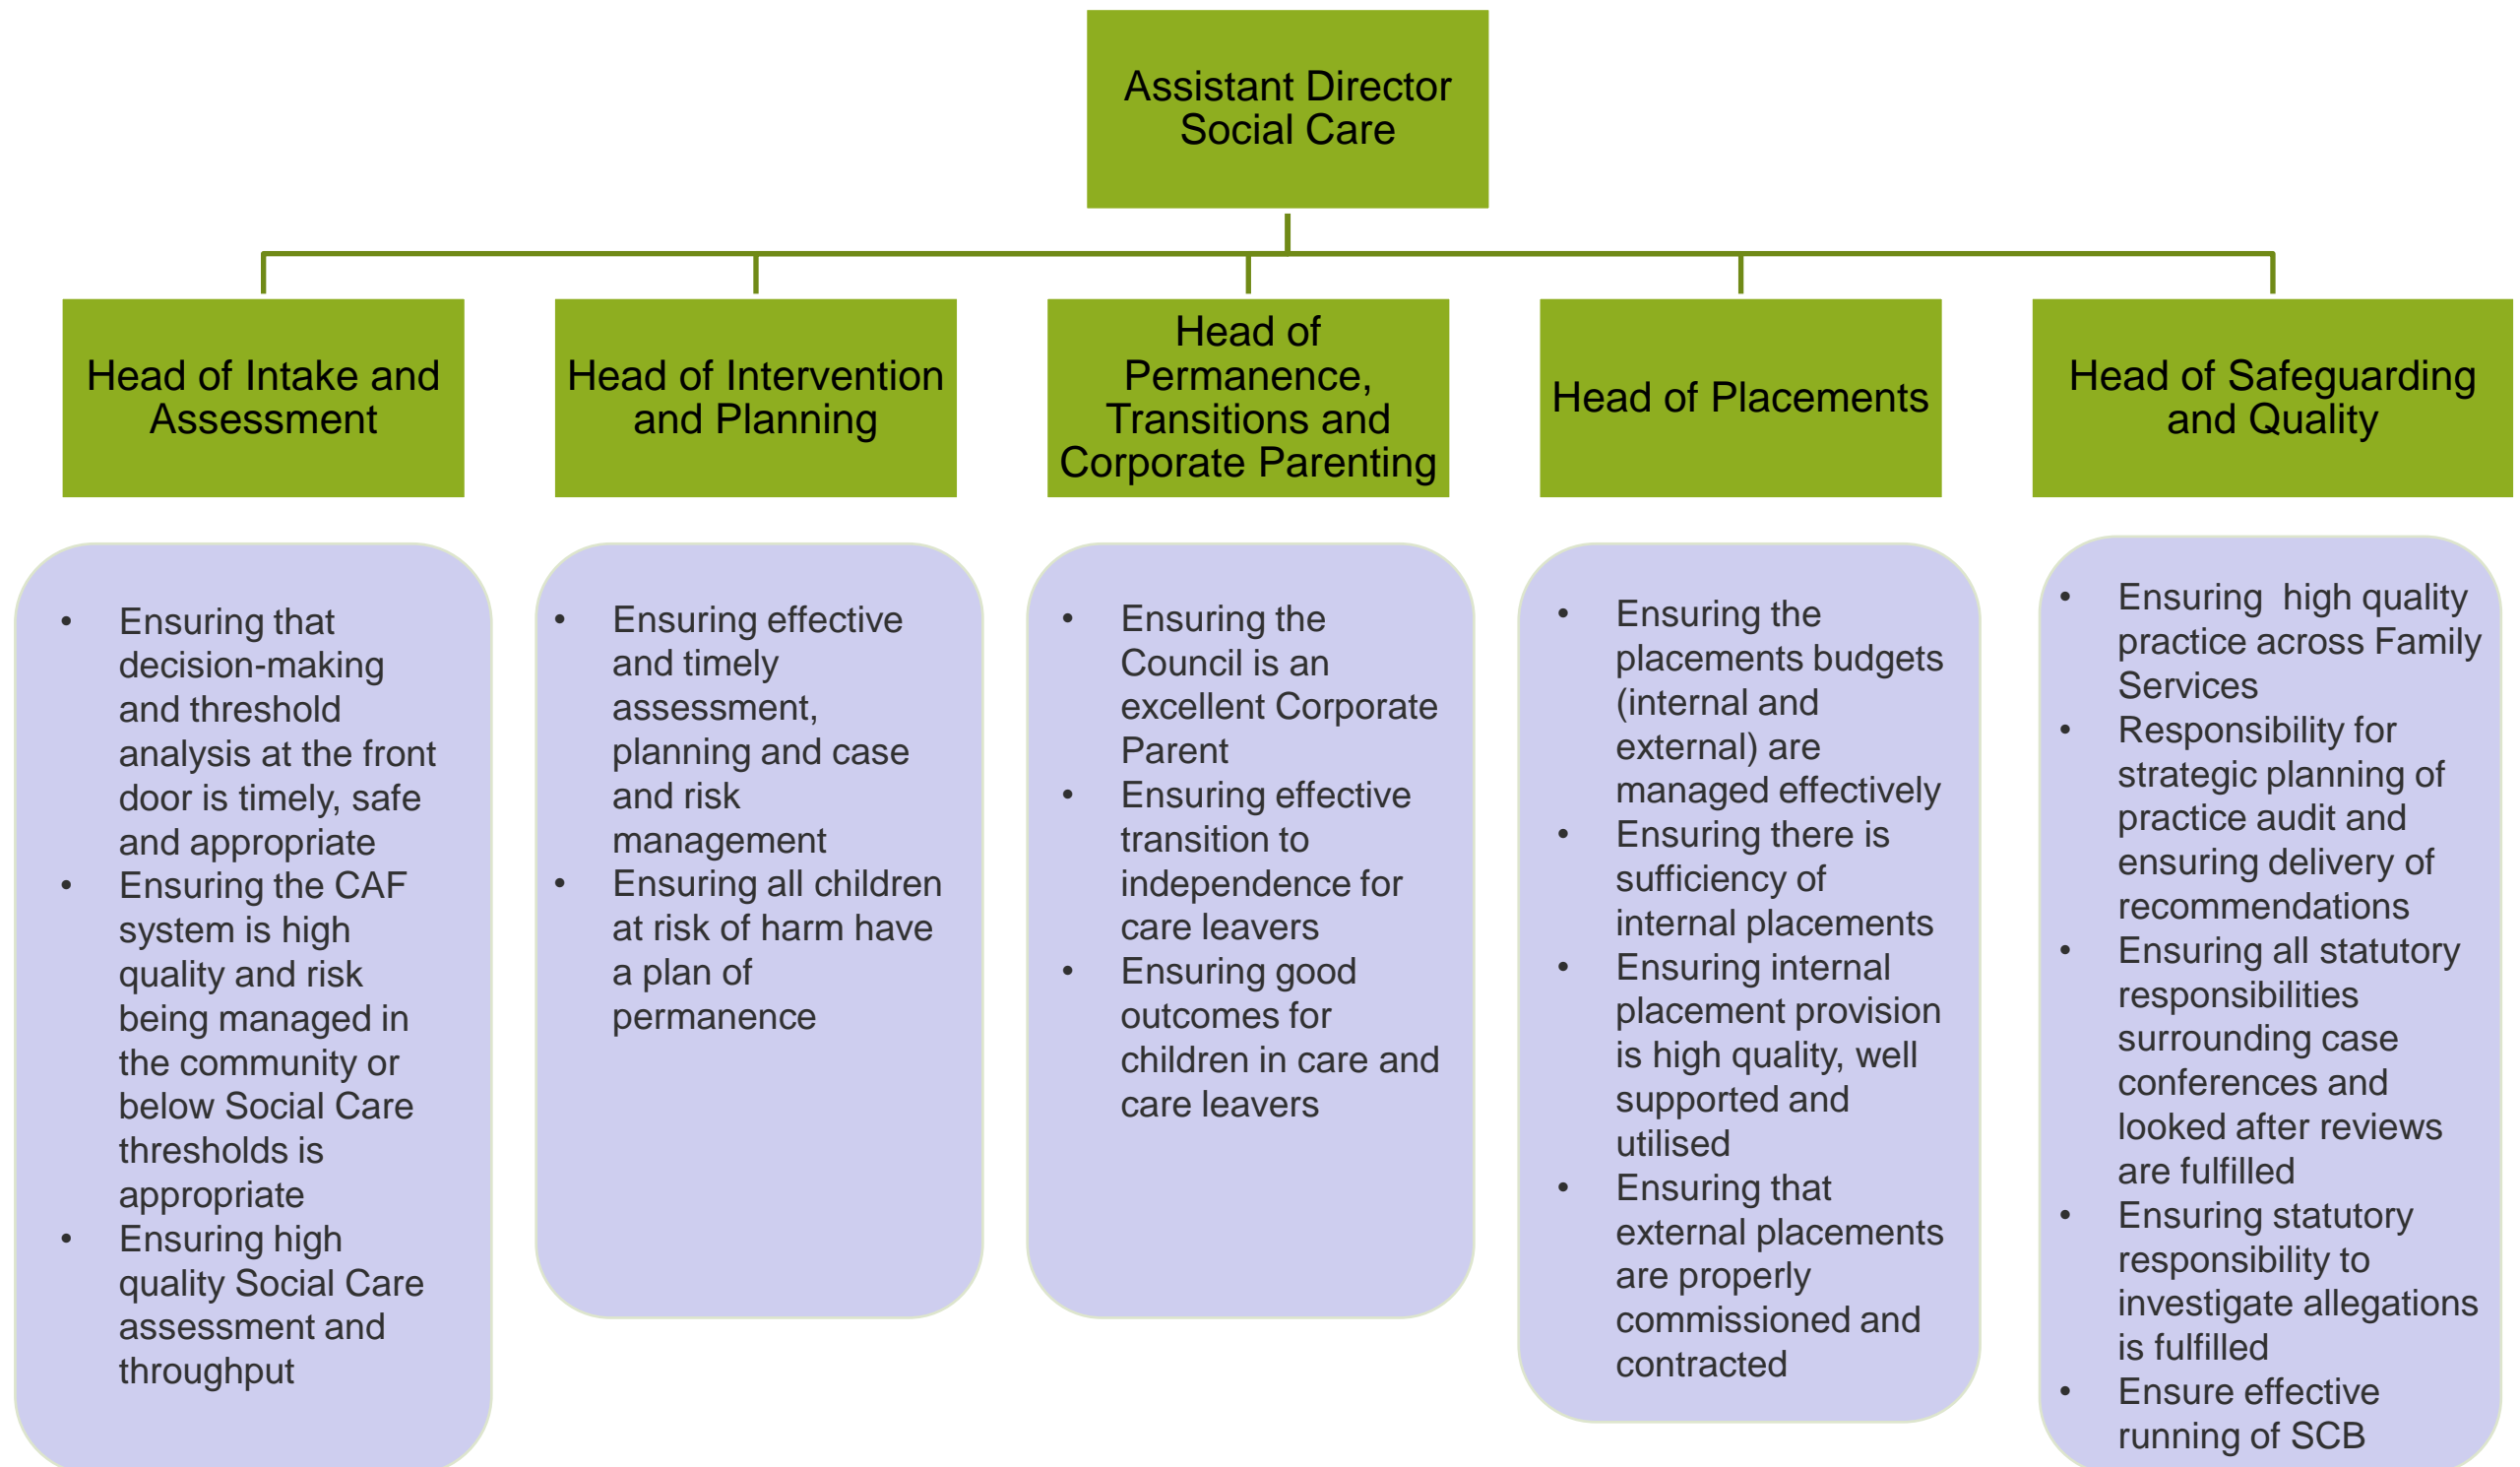 Assistant Director
Social Care
Head of Intake and
Assessment
Head of Intervention
and Planning
Head of
Permanence,
Transitions and
Corporate Parenting
Head of Placements
Head of Safeguarding
and Quality
• Ensuring that
decision-making
and threshold
analysis at the front
door is timely, safe
and appropriate
• Ensuring the CAF
system is high
quality and risk
being managed in
the community or
below Social Care
thresholds is
appropriate
• Ensuring high
quality Social Care
assessment and
throughput
• Ensuring effective
and timely
assessment,
planning and case
and risk
management
• Ensuring all children
at risk of harm have
a plan of
permanence
• Ensuring the
Council is an
excellent Corporate
Parent
• Ensuring effective
transition to
independence for
care leavers
• Ensuring good
outcomes for
children in care and
care leavers
• Ensuring the
placements budgets
(internal and
external) are
managed effectively
• Ensuring there is
sufficiency of
internal placements
• Ensuring internal
placement provision
is high quality, well
supported and
utilised
• Ensuring that
external placements
are properly
commissioned and
contracted
• Ensuring  high quality
practice across Family
Services
• Responsibility for
strategic planning of
practice audit and
ensuring delivery of
recommendations
• Ensuring all statutory
responsibilities
surrounding case
conferences and
looked after reviews
are fulfilled
• Ensuring statutory
responsibility to
investigate allegations
is fulfilled
• Ensure effective
running of SCB